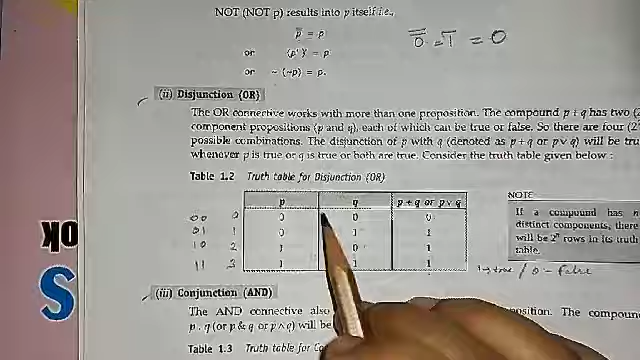 NOT (NOT p) results into p itself i.e.,
p̿ = p
or (p')' = p
or ~ (~p) = p.
0̿ = 1̅ = 0
(ii) Disjunction (OR)
The OR connective works with more than one proposition. The compound p + q has two (2
component propositions (p and q), each of which can be true or false. So there are four (2
possible combinations. The disjunction of p with q (denoted as p + q or p ∨ q) will be tru
whenever p is true or q is true or both are true. Consider the truth table given below :
Table 1.2 Truth table for Disjunction (OR)
p q p + q or p ∨ q
00 0 0 0 0
01 1 0 1 1
10 2 1 0 1
11 3 1 1 1
NOTE
If a compound has n
distinct components, there
will be 2ⁿ rows in its truth
table.
1 → true / 0 - false
(iii) Conjunction (AND)
The AND connective also position. The compoun
p . q (or p & q or p ∧ q) will be
Table 1.3 Truth table for Co